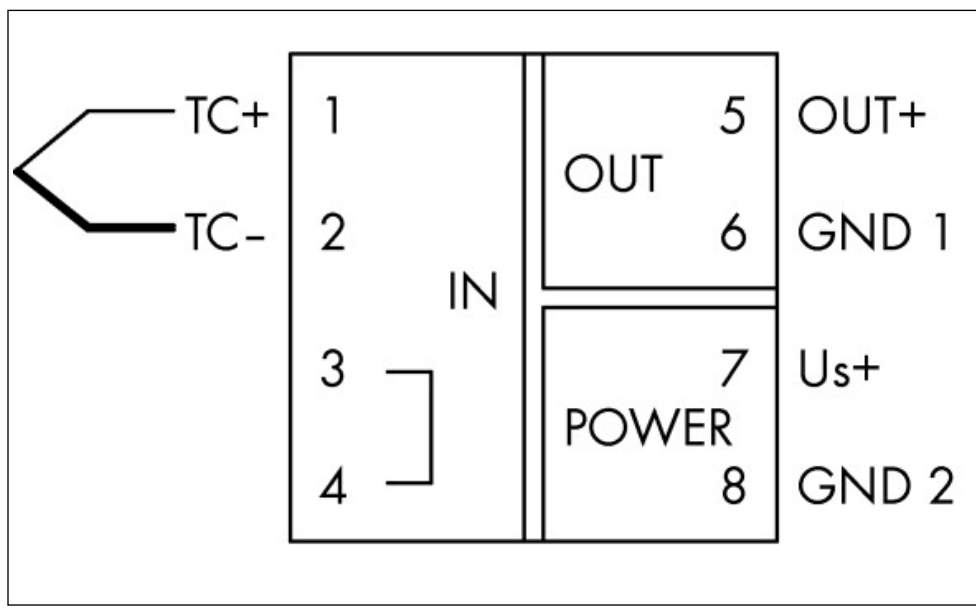 TC+ 1 5 OUT+
OUT
TC- 2 6 GND 1
IN
3 7 Us+
POWER
4 8 GND 2